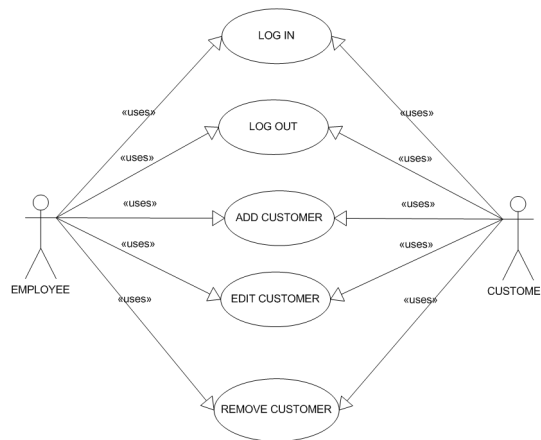 LOG IN
«uses»
«uses»
LOG OUT
«uses»
«uses»
«uses»
ADD CUSTOMER
«uses»
«uses»
«uses»
EMPLOYEE
EDIT CUSTOMER
CUSTOME
«uses»
«uses»
REMOVE CUSTOMER